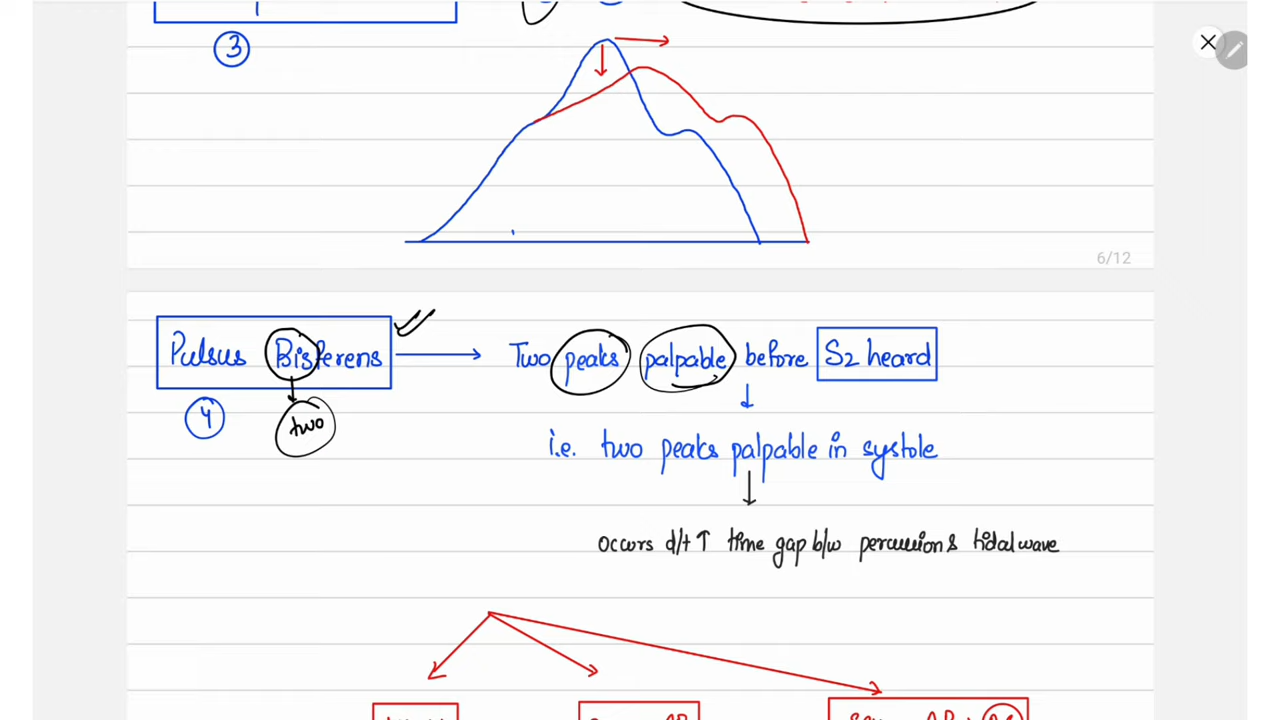 3
6/12
Pulsus Bisferens → Two peaks palpable before S2 heard
4
two
i.e. two peaks palpable in systole
occurs d/t ↑ time gap b/w percussion & tidal wave